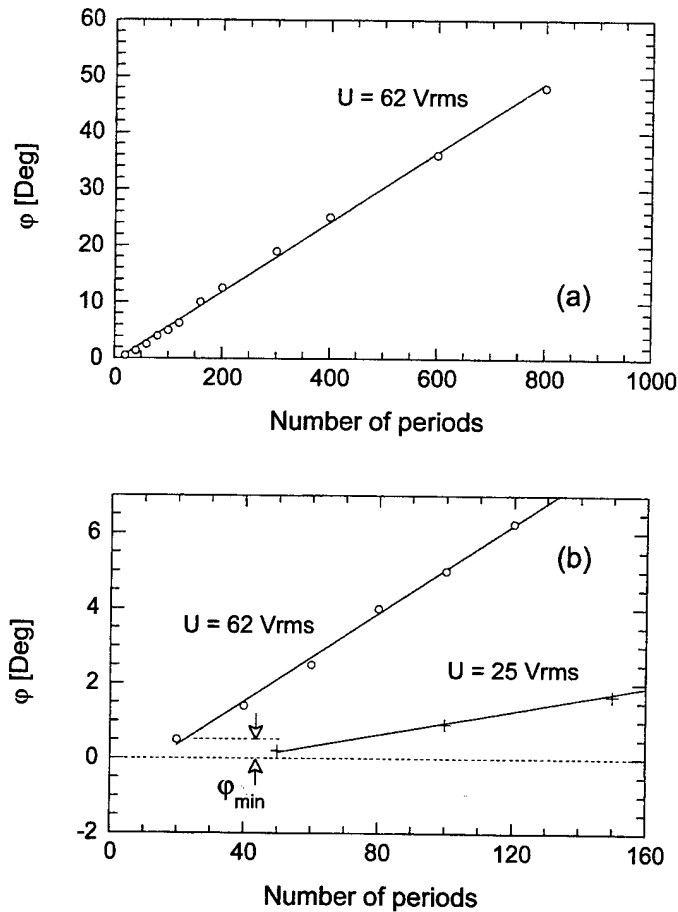 60
50
40
30
20
10
0
φ [Deg]
U = 62 Vrms
(a)
0 200 400 600 800 1000
Number of periods
6
4
2
0
-2
φ [Deg]
(b)
U = 62 Vrms
U = 25 Vrms
φmin
0 40 80 120 160
Number of periods